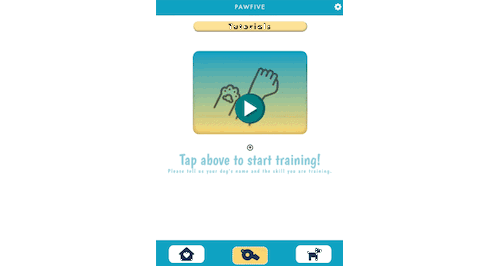 PAWFIVE
Tutorials
Tap above to start training!
Please tell us your dog's name and the skill you are training.